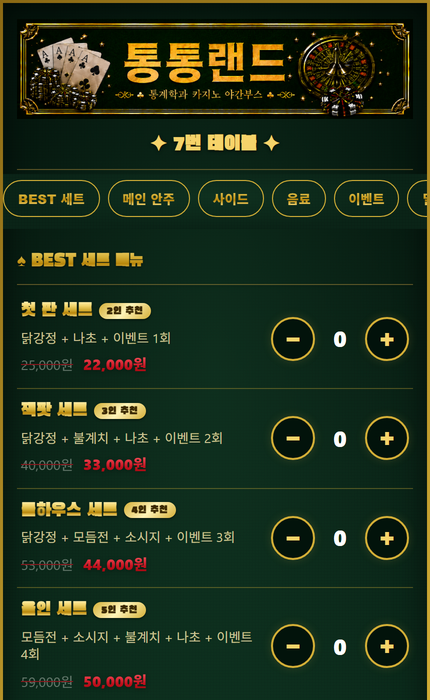 통통랜드
통계학과 카지노 야간부스
7번 테이블
BEST 세트
메인 안주
사이드
음료
이벤트
BEST 세트 메뉴
첫 판 세트 2인 추천
닭강정 + 나초 + 이벤트 1회
25,000원 22,000원
0
잭팟 세트 3인 추천
닭강정 + 불계치 + 나초 + 이벤트 2회
40,000원 33,000원
0
풀하우스 세트 4인 추천
닭강정 + 모듬전 + 소시지 + 이벤트 3회
53,000원 44,000원
0
올인 세트 5인 추천
모듬전 + 소시지 + 불계치 + 나초 + 이벤트
4회
59,000원 50,000원
0